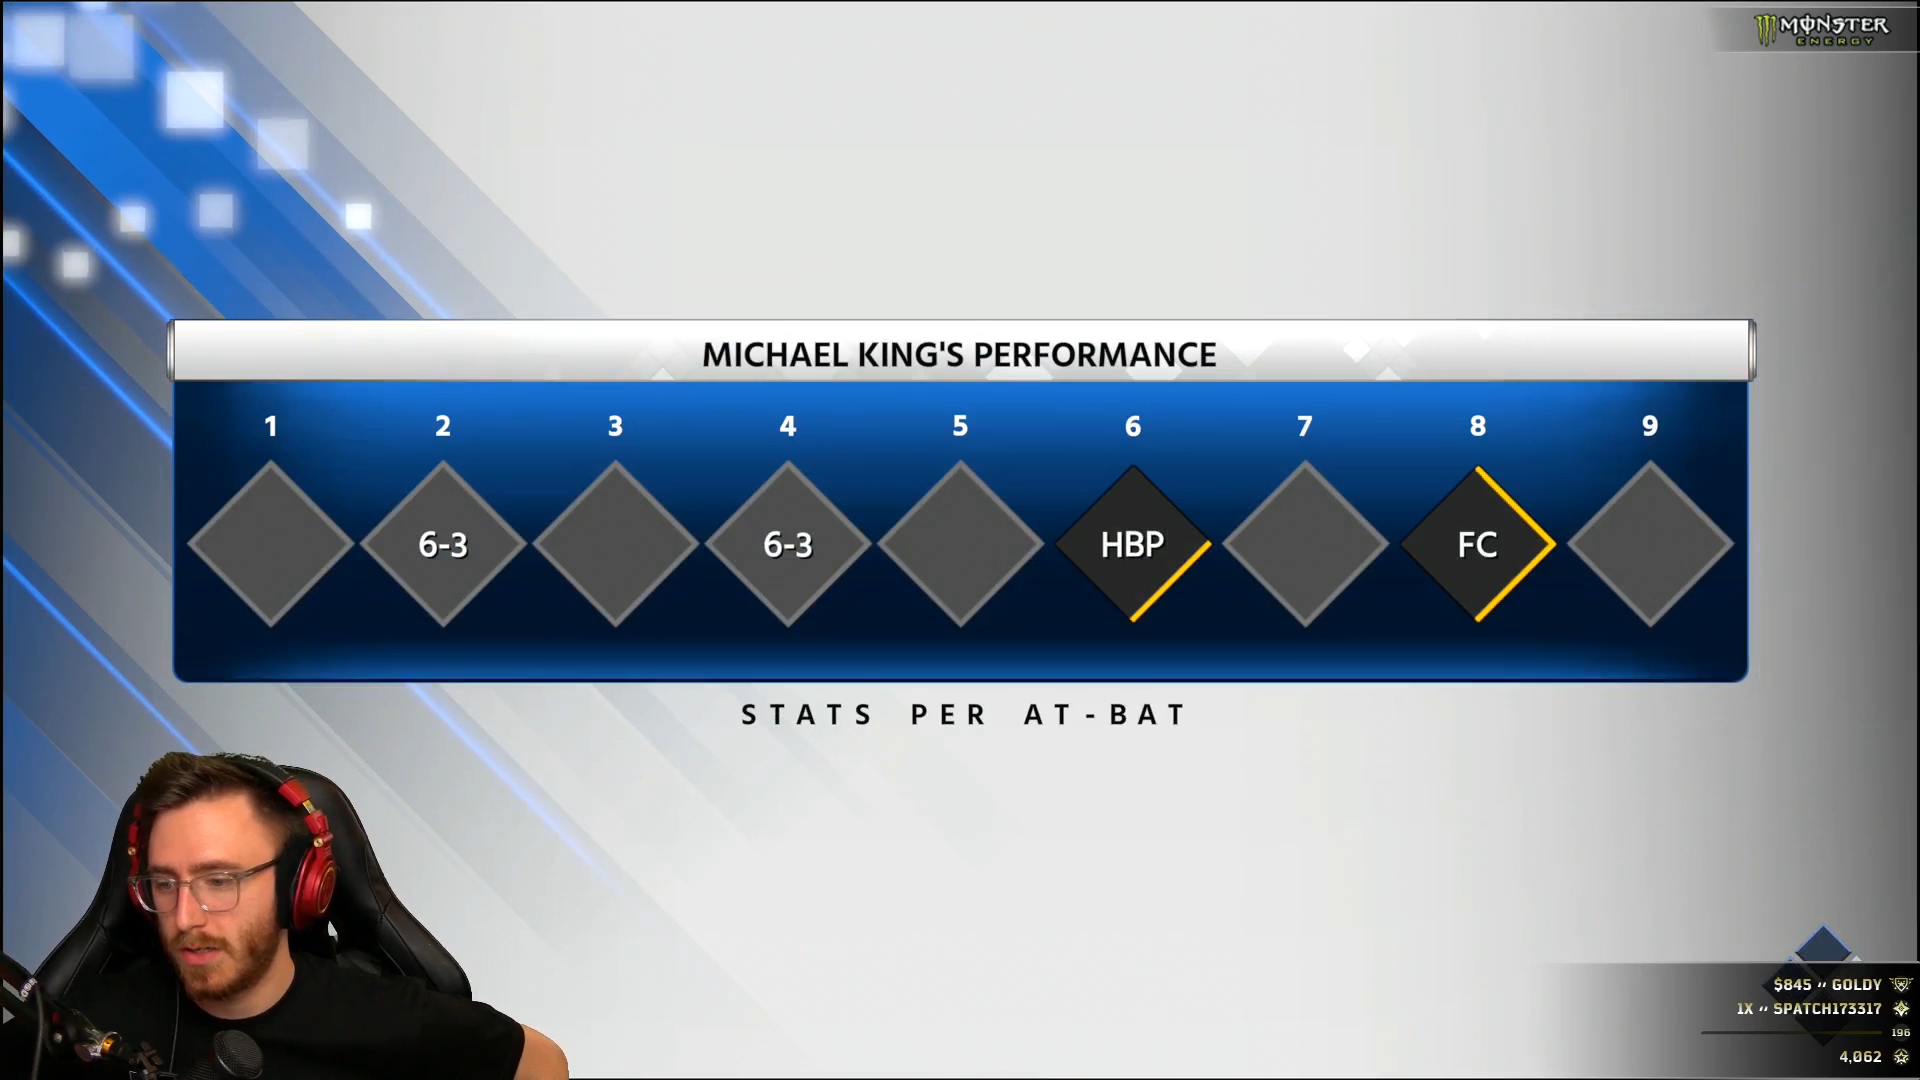 MONSTER
ENERGY
MICHAEL KING'S PERFORMANCE
1 2 3 4 5 6 7 8 9
6-3 6-3 HBP FC
STATS PER AT-BAT
$845 // GOLDY
1X // SPATCH173317
196
4,062